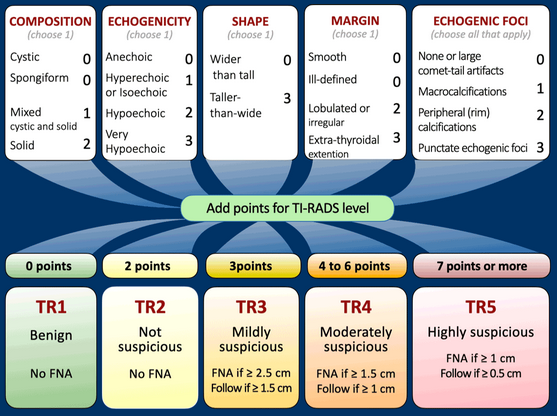 COMPOSITION
(choose 1)
Cystic 0
Spongiform 0
Mixed 1
cystic and solid
Solid 2
ECHOGENICITY
(choose 1)
Anechoic 0
Hyperechoic 1
or Isoechoic
Hypoechoic 2
Very 3
Hypoechoic
SHAPE
(choose 1)
Wider 0
than tall
Taller- 3
than-wide
MARGIN
(choose 1)
Smooth 0
Ill-defined 0
Lobulated or 2
irregular
Extra-thyroidal 3
extention
ECHOGENIC FOCI
(choose all that apply)
None or large 0
comet-tail artifacts
Macrocalcifications 1
Peripheral (rim) 2
calcifications
Punctate echogenic foci 3
Add points for TI-RADS level
0 points
2 points
3points
4 to 6 points
7 points or more
TR1
Benign
No FNA
TR2
Not
suspicious
No FNA
TR3
Mildly
suspicious
FNA if ≥ 2.5 cm
Follow if ≥ 1.5 cm
TR4
Moderately
suspicious
FNA if ≥ 1.5 cm
Follow if ≥ 1 cm
TR5
Highly suspicious
FNA if ≥ 1 cm
Follow if ≥ 0.5 cm